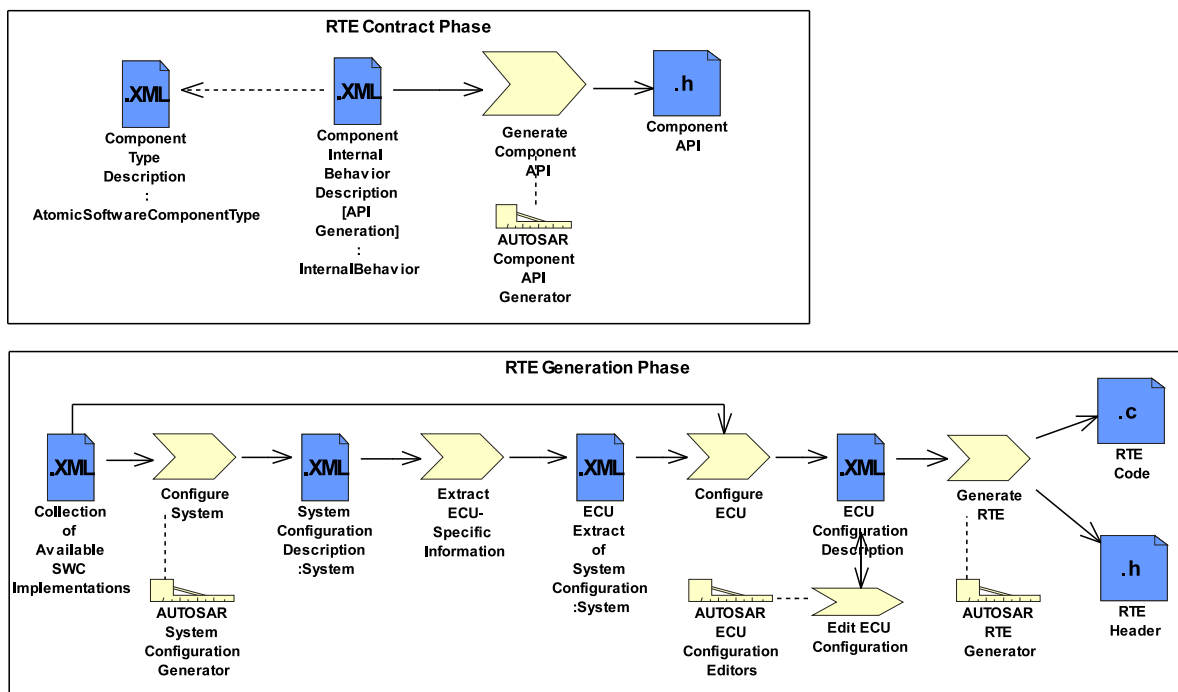 RTE Contract Phase
.XML
Component
Type
Description
:
AtomicSoftwareComponentType
.XML
Component
Internal
Behavior
Description
[API
Generation]
:
InternalBehavior
Generate
Component
API
AUTOSAR
Component
API
Generator
.h
Component
API
RTE Generation Phase
.XML
Collection
of
Available
SWC
Implementations
Configure
System
AUTOSAR
System
Configuration
Generator
.XML
System
Configuration
Description
:System
Extract
ECU-
Specific
Information
.XML
ECU
Extract
of
System
Configuration
:System
Configure
ECU
AUTOSAR
ECU
Configuration
Editors
.XML
ECU
Configuration
Description
Edit ECU
Configuration
Generate
RTE
AUTOSAR
RTE
Generator
.c
RTE
Code
.h
RTE
Header